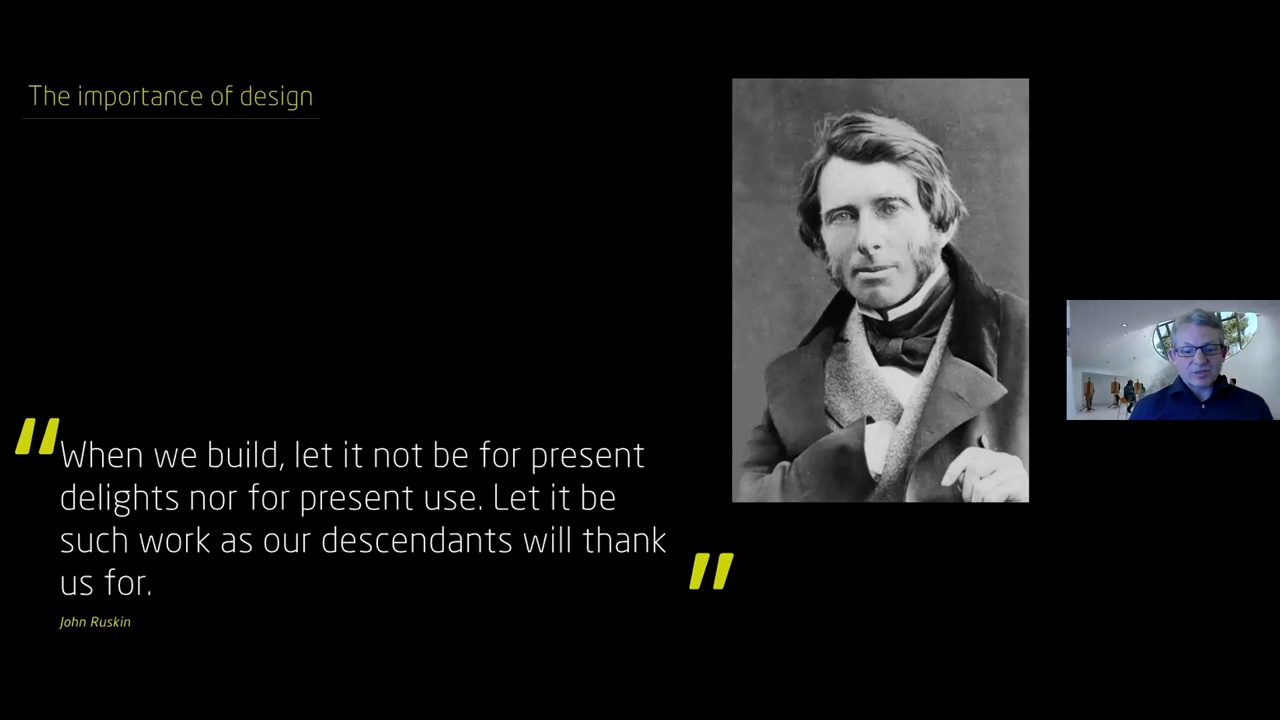 The importance of design
"When we build, let it not be for present
delights nor for present use. Let it be
such work as our descendants will thank
us for."
John Ruskin